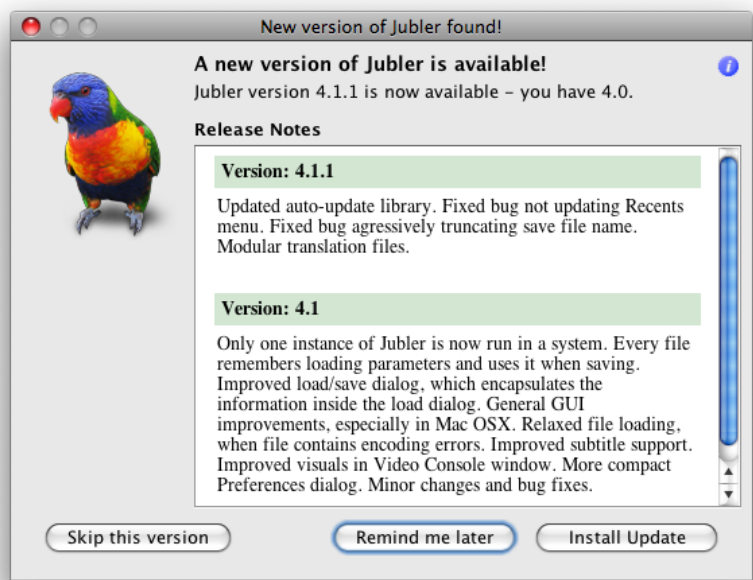 New version of Jubler found!
A new version of Jubler is available!
Jubler version 4.1.1 is now available – you have 4.0.
Release Notes
Version: 4.1.1
Updated auto-update library. Fixed bug not updating Recents
menu. Fixed bug agressively truncating save file name.
Modular translation files.
Version: 4.1
Only one instance of Jubler is now run in a system. Every file
remembers loading parameters and uses it when saving.
Improved load/save dialog, which encapsulates the
information inside the load dialog. General GUI
improvements, especially in Mac OSX. Relaxed file loading,
when file contains encoding errors. Improved subtitle support.
Improved visuals in Video Console window. More compact
Preferences dialog. Minor changes and bug fixes.
Skip this version
Remind me later
Install Update